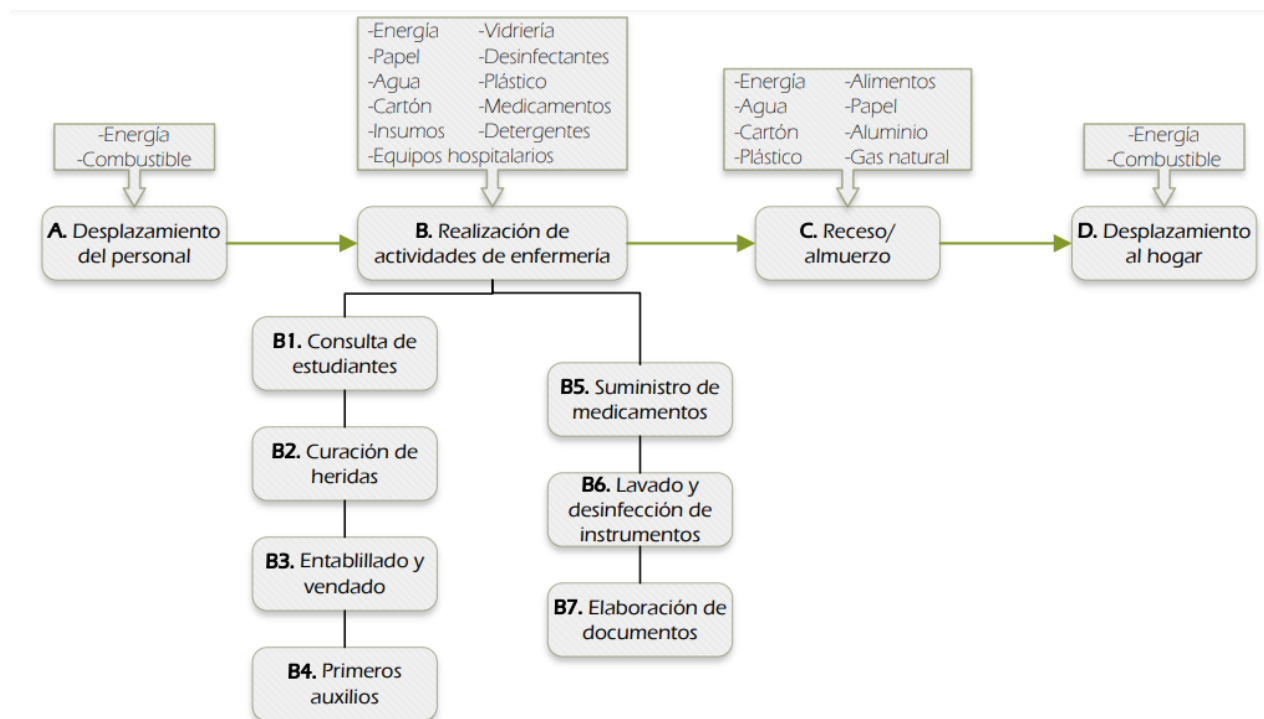 -Energía
-Combustible
-Energía -Vidriería
-Papel -Desinfectantes
-Agua -Plástico
-Cartón -Medicamentos
-Insumos -Detergentes
-Equipos hospitalarios
-Energía -Alimentos
-Agua -Papel
-Cartón -Aluminio
-Plástico -Gas natural
-Energía
-Combustible
A. Desplazamiento
del personal
B. Realización de
actividades de enfermería
C. Receso/
almuerzo
D. Desplazamiento
al hogar
B1. Consulta de
estudiantes
B2. Curación de
heridas
B3. Entablillado y
vendado
B4. Primeros
auxilios
B5. Suministro de
medicamentos
B6. Lavado y
desinfección de
instrumentos
B7. Elaboración de
documentos